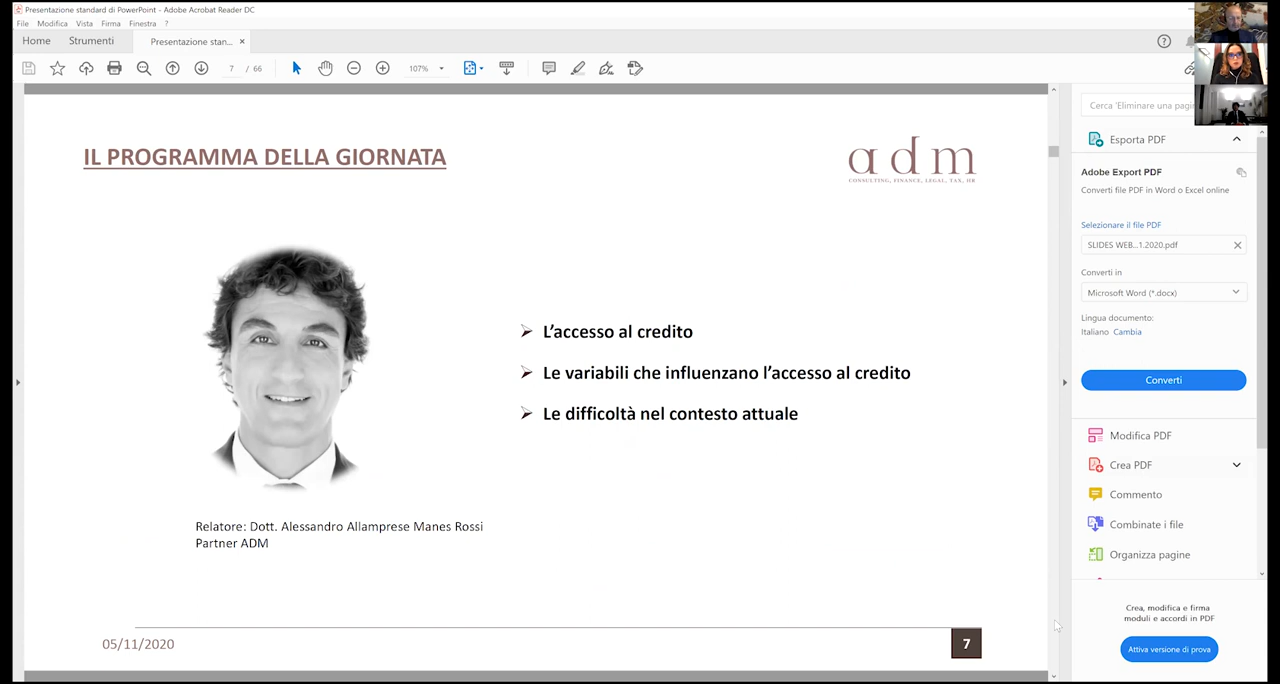 Presentazione standard di PowerPoint - Adobe Acrobat Reader DC
File Modifica Vista Firma Finestra ?
Home Strumenti Presentazione stan... ×
7 / 66 107%
IL PROGRAMMA DELLA GIORNATA
adm
CONSULTING, FINANCE, LEGAL, TAX, HR
L'accesso al credito
Le variabili che influenzano l'accesso al credito
Le difficoltà nel contesto attuale
Relatore: Dott. Alessandro Allamprese Manes Rossi
Partner ADM
05/11/2020
7
Cerca 'Eliminare una pagin
Esporta PDF
Adobe Export PDF
Converti file PDF in Word o Excel online
Selezionare il file PDF
SLIDES WEB...1.2020.pdf
Converti in
Microsoft Word (*.docx)
Lingua documento:
Italiano Cambia
Converti
Modifica PDF
Crea PDF
Commento
Combinate i file
Organizza pagine
Crea, modifica e firma
moduli e accordi in PDF
Attiva versione di prova